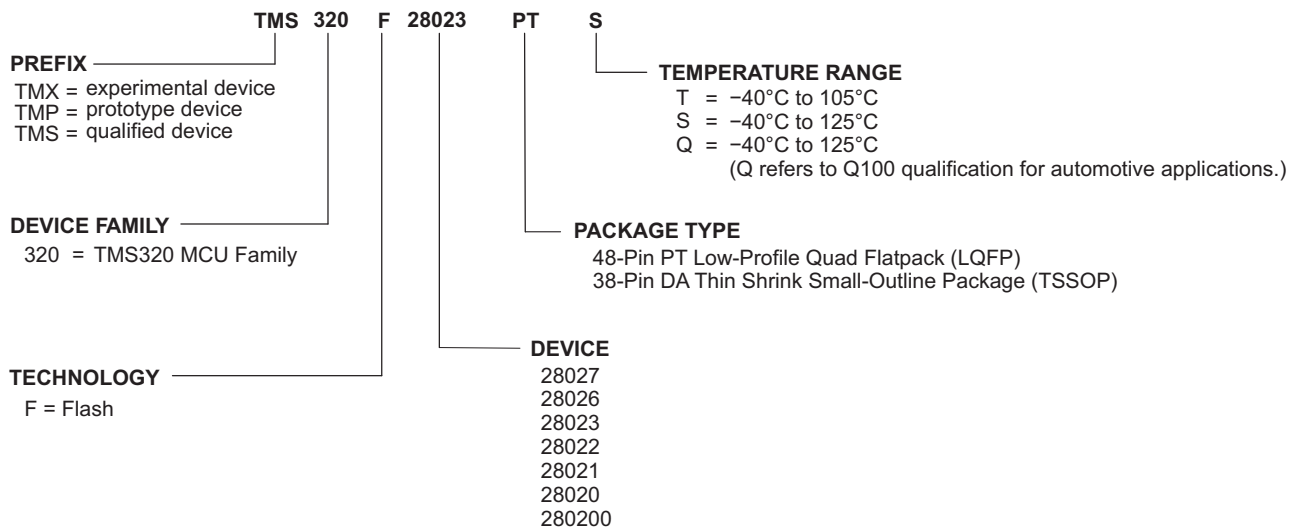 TMS 320 F 28023 PT S
PREFIX
TMX = experimental device
TMP = prototype device
TMS = qualified device
TEMPERATURE RANGE
T = −40°C to 105°C
S = −40°C to 125°C
Q = −40°C to 125°C
(Q refers to Q100 qualification for automotive applications.)
DEVICE FAMILY
320 = TMS320 MCU Family
PACKAGE TYPE
48-Pin PT Low-Profile Quad Flatpack (LQFP)
38-Pin DA Thin Shrink Small-Outline Package (TSSOP)
TECHNOLOGY
F = Flash
DEVICE
28027
28026
28023
28022
28021
28020
280200